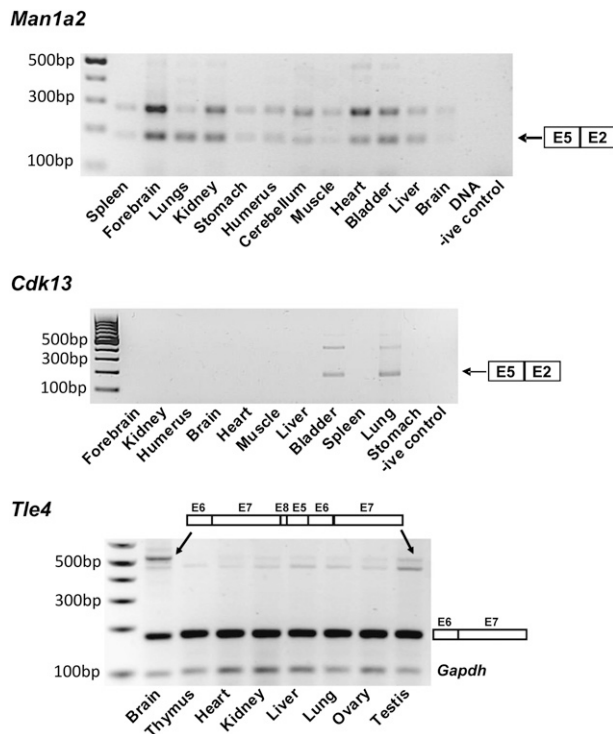 Man1a2
500bp
300bp
100bp
E5 E2
Spleen
Forebrain
Lungs
Kidney
Stomach
Humerus
Cerebellum
Muscle
Heart
Bladder
Liver
Brain
DNA
-ive control
Cdk13
500bp
300bp
100bp
E5 E2
Forebrain
Kidney
Humerus
Brain
Heart
Muscle
Liver
Bladder
Spleen
Lung
Stomach
-ive control
Tle4
E6 E7 E8 E5 E6 E7
500bp
300bp
E6 E7
100bp
Gapdh
Brain
Thymus
Heart
Kidney
Liver
Lung
Ovary
Testis